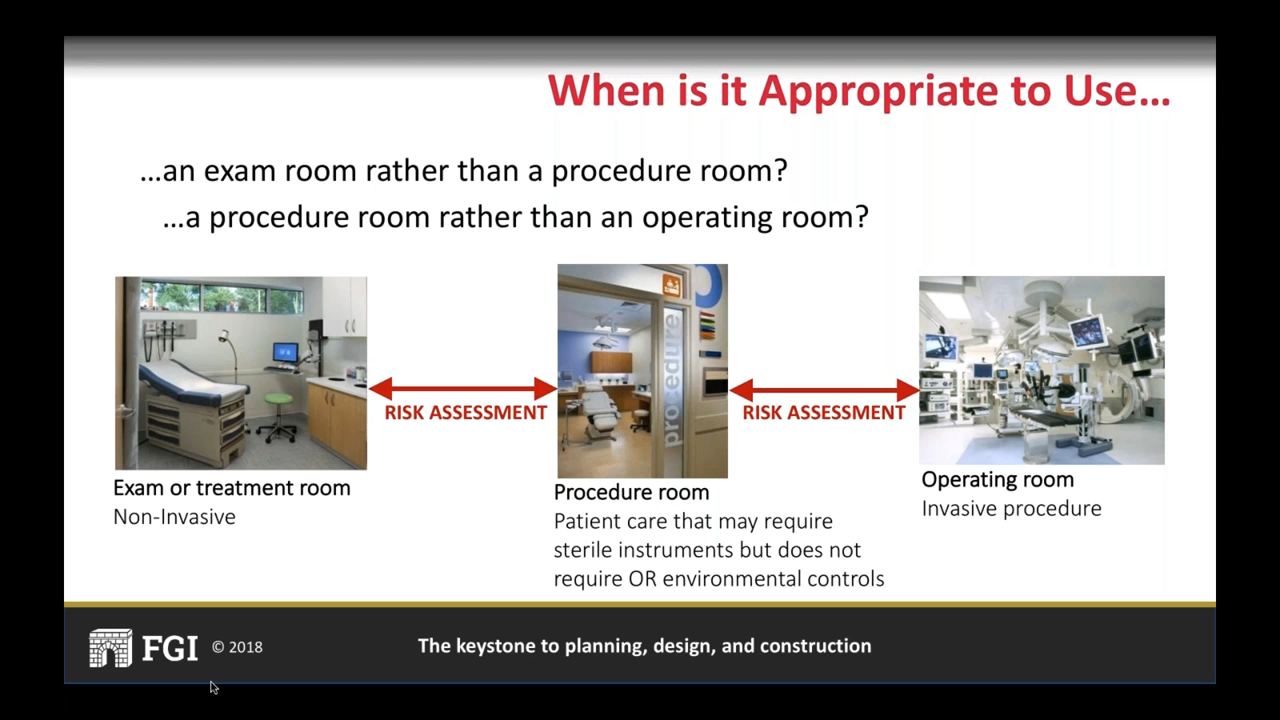 When is it Appropriate to Use...
...an exam room rather than a procedure room?
...a procedure room rather than an operating room?
procedure
RISK ASSESSMENT
RISK ASSESSMENT
Exam or treatment room
Non-Invasive
Procedure room
Patient care that may require
sterile instruments but does not
require OR environmental controls
Operating room
Invasive procedure
FGI © 2018
The keystone to planning, design, and construction